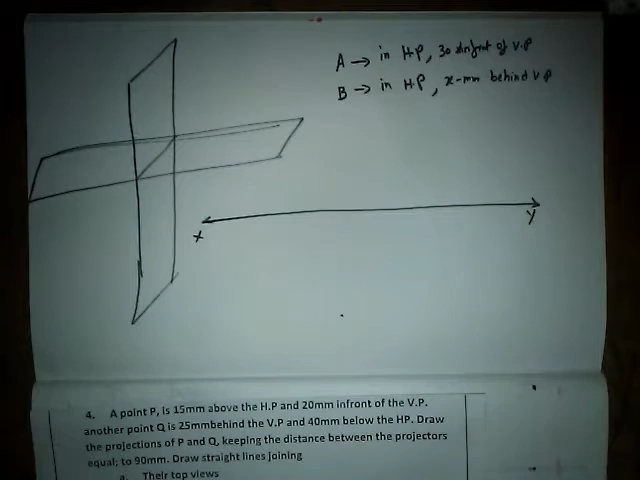 A → in H.P, 30 infront of V.P
B → in H.P, x-mm behind V.P
X
Y
4. A point P, is 15mm above the H.P and 20mm infront of the V.P.
another point Q is 25mmbehind the V.P and 40mm below the HP. Draw
the projections of P and Q, keeping the distance between the projectors
equal; to 90mm. Draw straight lines joining
a. Their top views